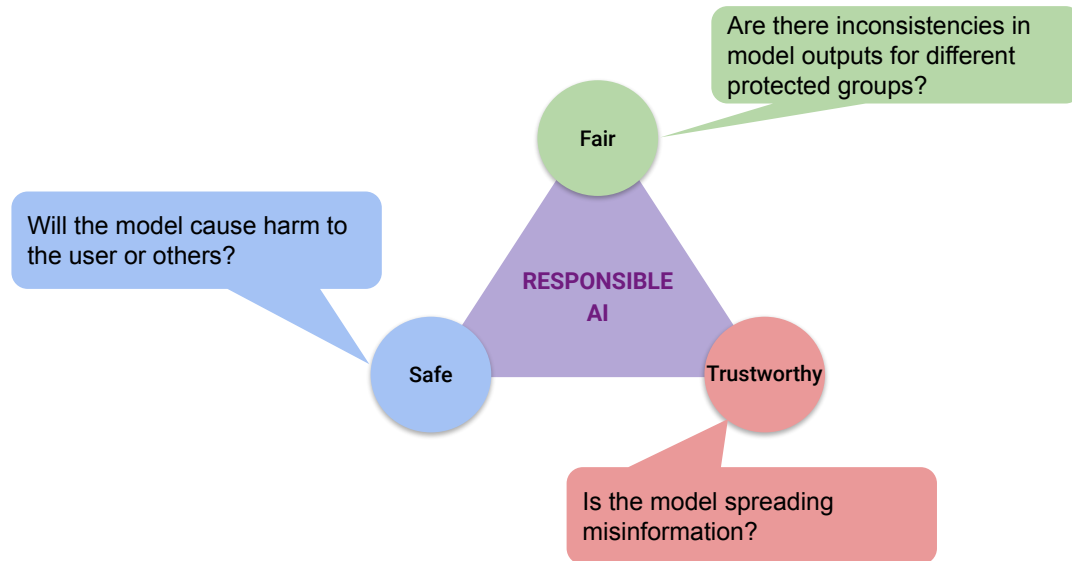 Are there inconsistencies in
model outputs for different
protected groups?
Fair
Will the model cause harm to
the user or others?
RESPONSIBLE
AI
Safe
Trustworthy
Is the model spreading
misinformation?